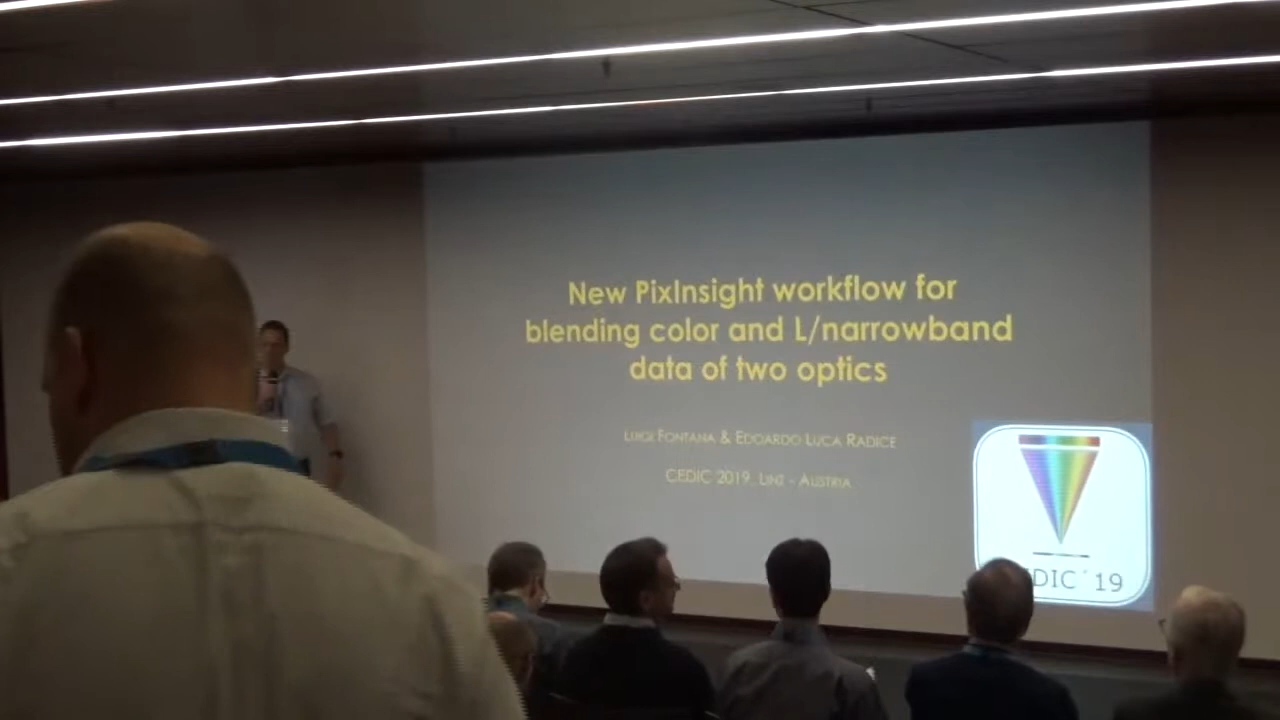 New PixInsight workflow for
blending color and L/narrowband
data of two optics
LUIGI FONTANA & EDOARDO LUCA RADICE
CEDIC 2019, LINZ - AUSTRIA
EDIC ´19